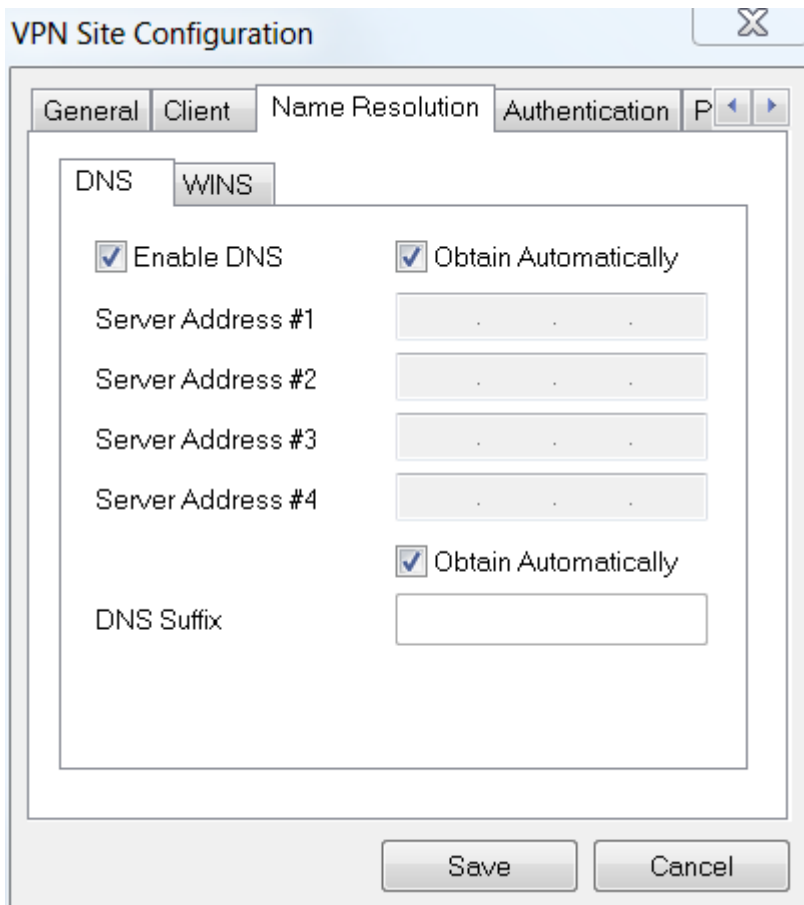 VPN Site Configuration
General Client Name Resolution Authentication P
DNS WINS
Enable DNS Obtain Automatically
Server Address #1 . . .
Server Address #2 . . .
Server Address #3 . . .
Server Address #4 . . .
Obtain Automatically
DNS Suffix
Save Cancel